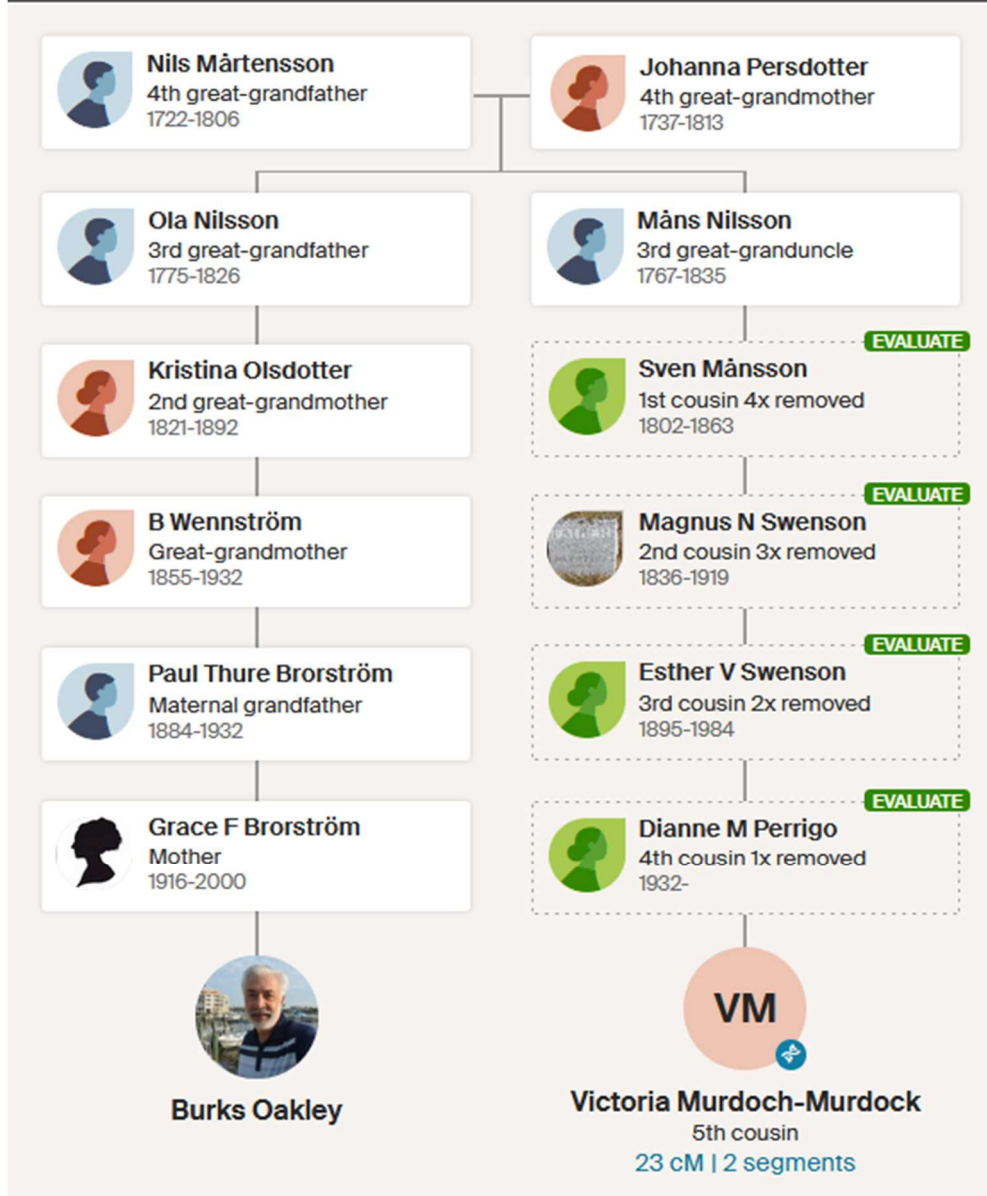 Nils Mårtensson
4th great-grandfather
1722-1806
Johanna Persdotter
4th great-grandmother
1737-1813
Ola Nilsson
3rd great-grandfather
1775-1826
Måns Nilsson
3rd great-granduncle
1767-1835
Kristina Olsdotter
2nd great-grandmother
1821-1892
EVALUATE
Sven Månsson
1st cousin 4x removed
1802-1863
B Wennström
Great-grandmother
1855-1932
EVALUATE
Magnus N Swenson
2nd cousin 3x removed
1836-1919
Paul Thure Brorström
Maternal grandfather
1884-1932
EVALUATE
Esther V Swenson
3rd cousin 2x removed
1895-1984
Grace F Brorström
Mother
1916-2000
EVALUATE
Dianne M Perrigo
4th cousin 1x removed
1932-
Burks Oakley
VM
Victoria Murdoch-Murdock
5th cousin
23 cM | 2 segments